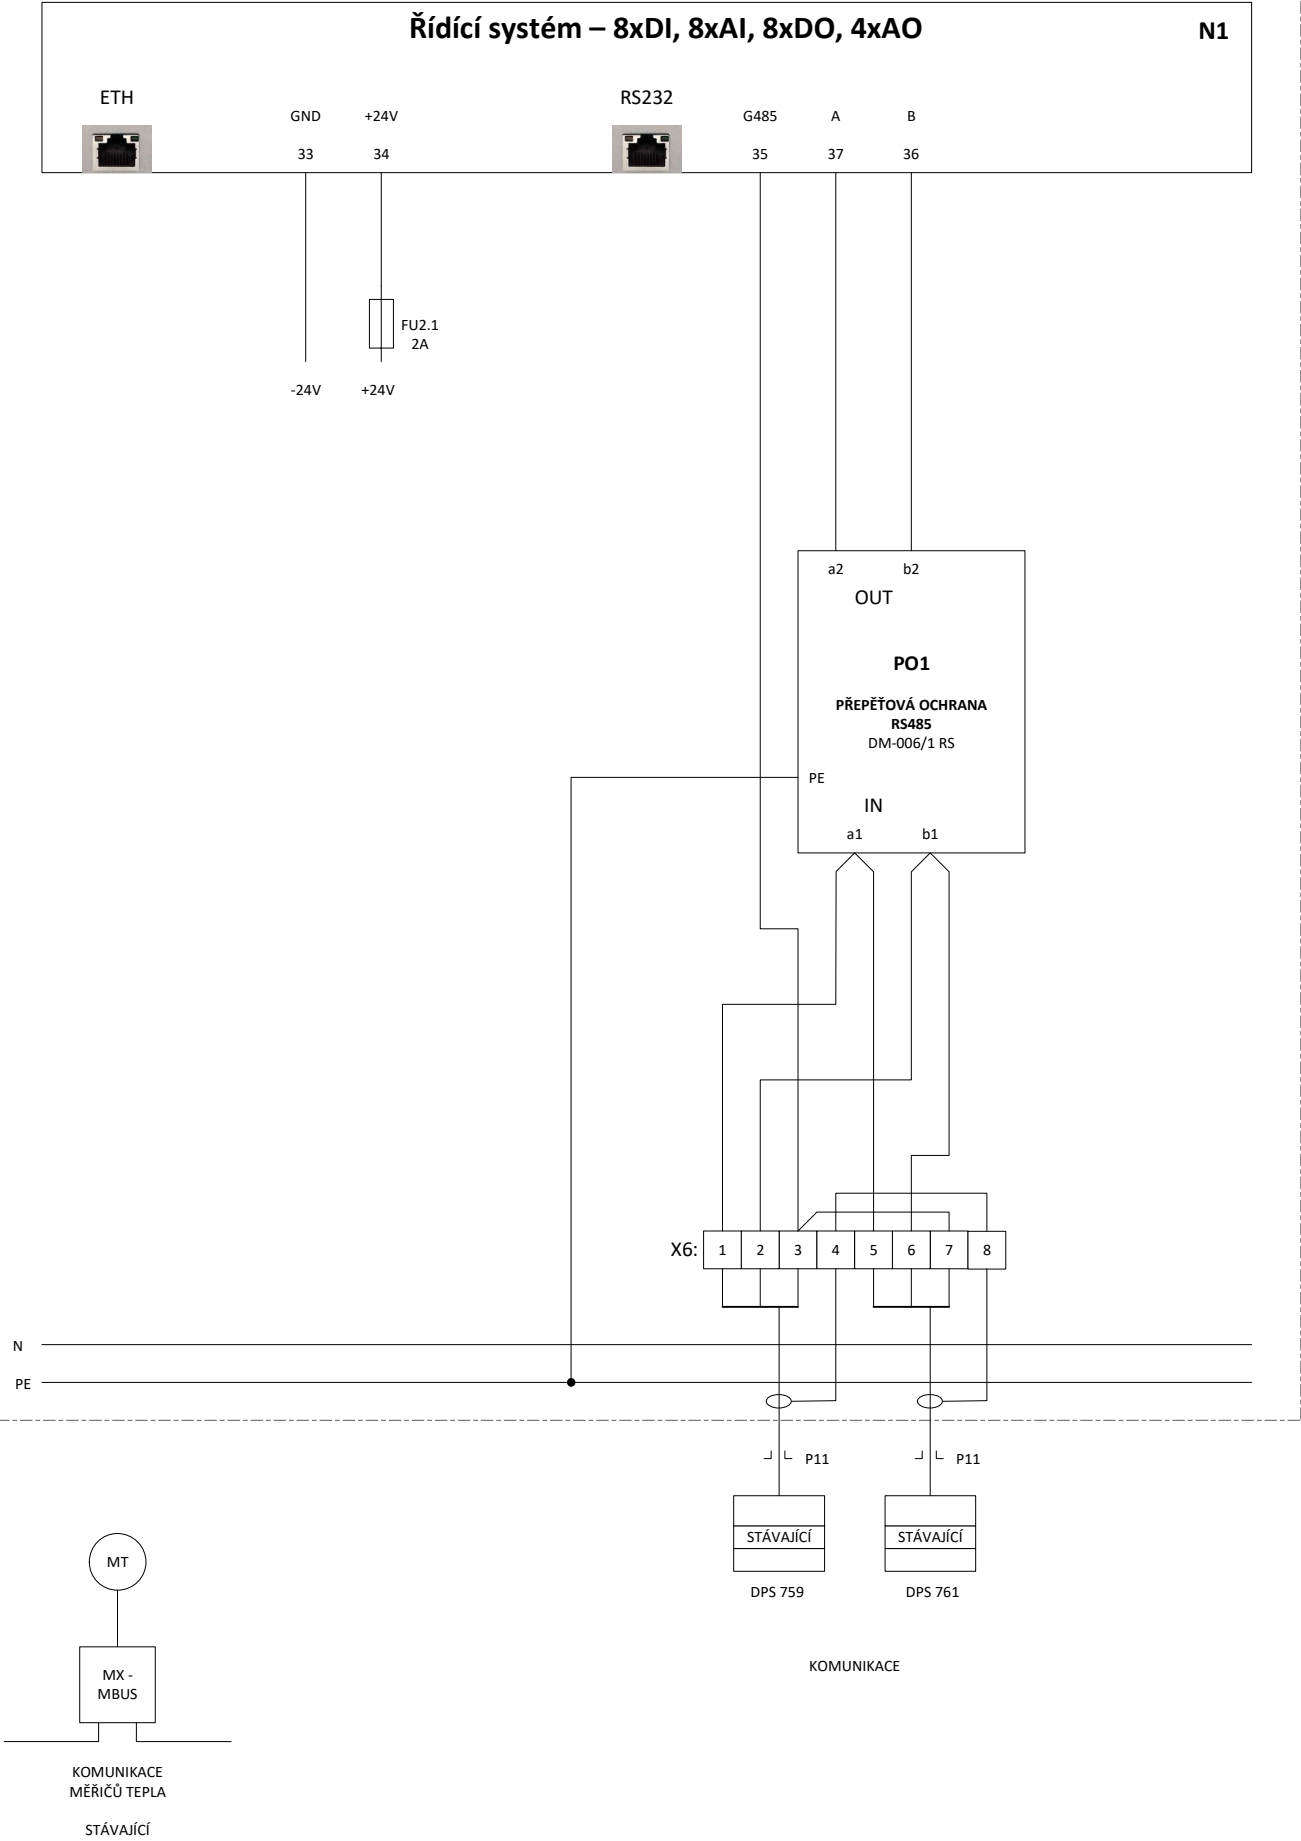 Řídící systém – 8xDI, 8xAI, 8xDO, 4xAO
N1
ETH
RS232
GND
+24V
G485
A
B
33
34
35
37
36
FU2.1
2A
-24V
+24V
a2
b2
OUT
PO1
PŘEPĚŤOVÁ OCHRANA
RS485
DM-006/1 RS
PE
IN
a1
b1
X6:
1
2
3
4
5
6
7
8
N
PE
P11
P11
STÁVAJÍCÍ
STÁVAJÍCÍ
DPS 759
DPS 761
KOMUNIKACE
MT
MX -
MBUS
KOMUNIKACE
MĚŘIČŮ TEPLA
STÁVAJÍCÍ